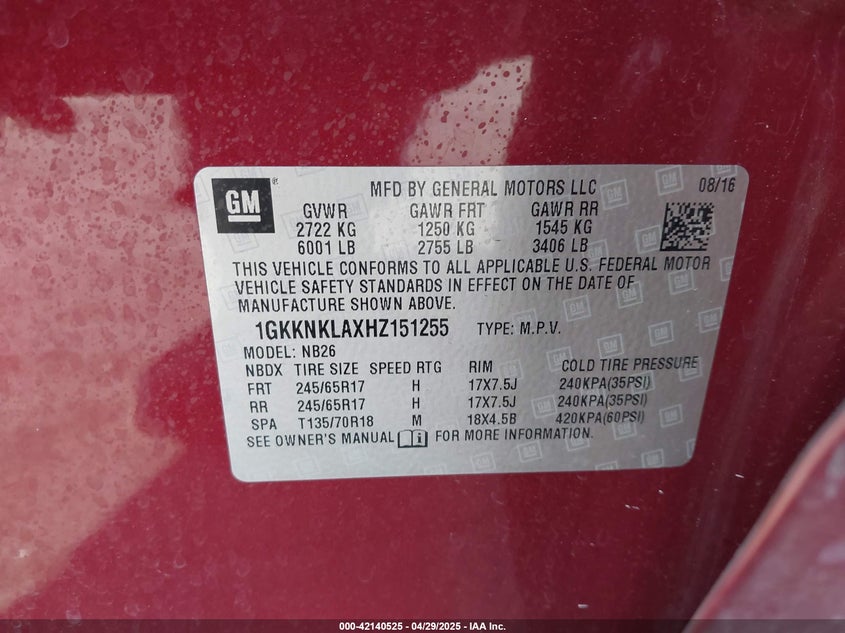 GM MFD BY GENERAL MOTORS LLC 08/16
GVWR GAWR FRT GAWR RR
2722 KG 1250 KG 1545 KG
6001 LB 2755 LB 3406 LB
THIS VEHICLE CONFORMS TO ALL APPLICABLE U.S. FEDERAL MOTOR
VEHICLE SAFETY STANDARDS IN EFFECT ON THE DATE OF
MANUFACTURE SHOWN ABOVE.
1GKKNKLAXHZ151255 TYPE: M.P.V.
MODEL: NB26
NBDX TIRE SIZE SPEED RTG RIM COLD TIRE PRESSURE
FRT 245/65R17 H 17X7.5J 240KPA(35PSI)
RR 245/65R17 H 17X7.5J 240KPA(35PSI)
SPA T135/70R18 M 18X4.5B 420KPA(60PSI)
SEE OWNER'S MANUAL FOR MORE INFORMATION.
000-42140525 | 04/29/2025 - IAA Inc.